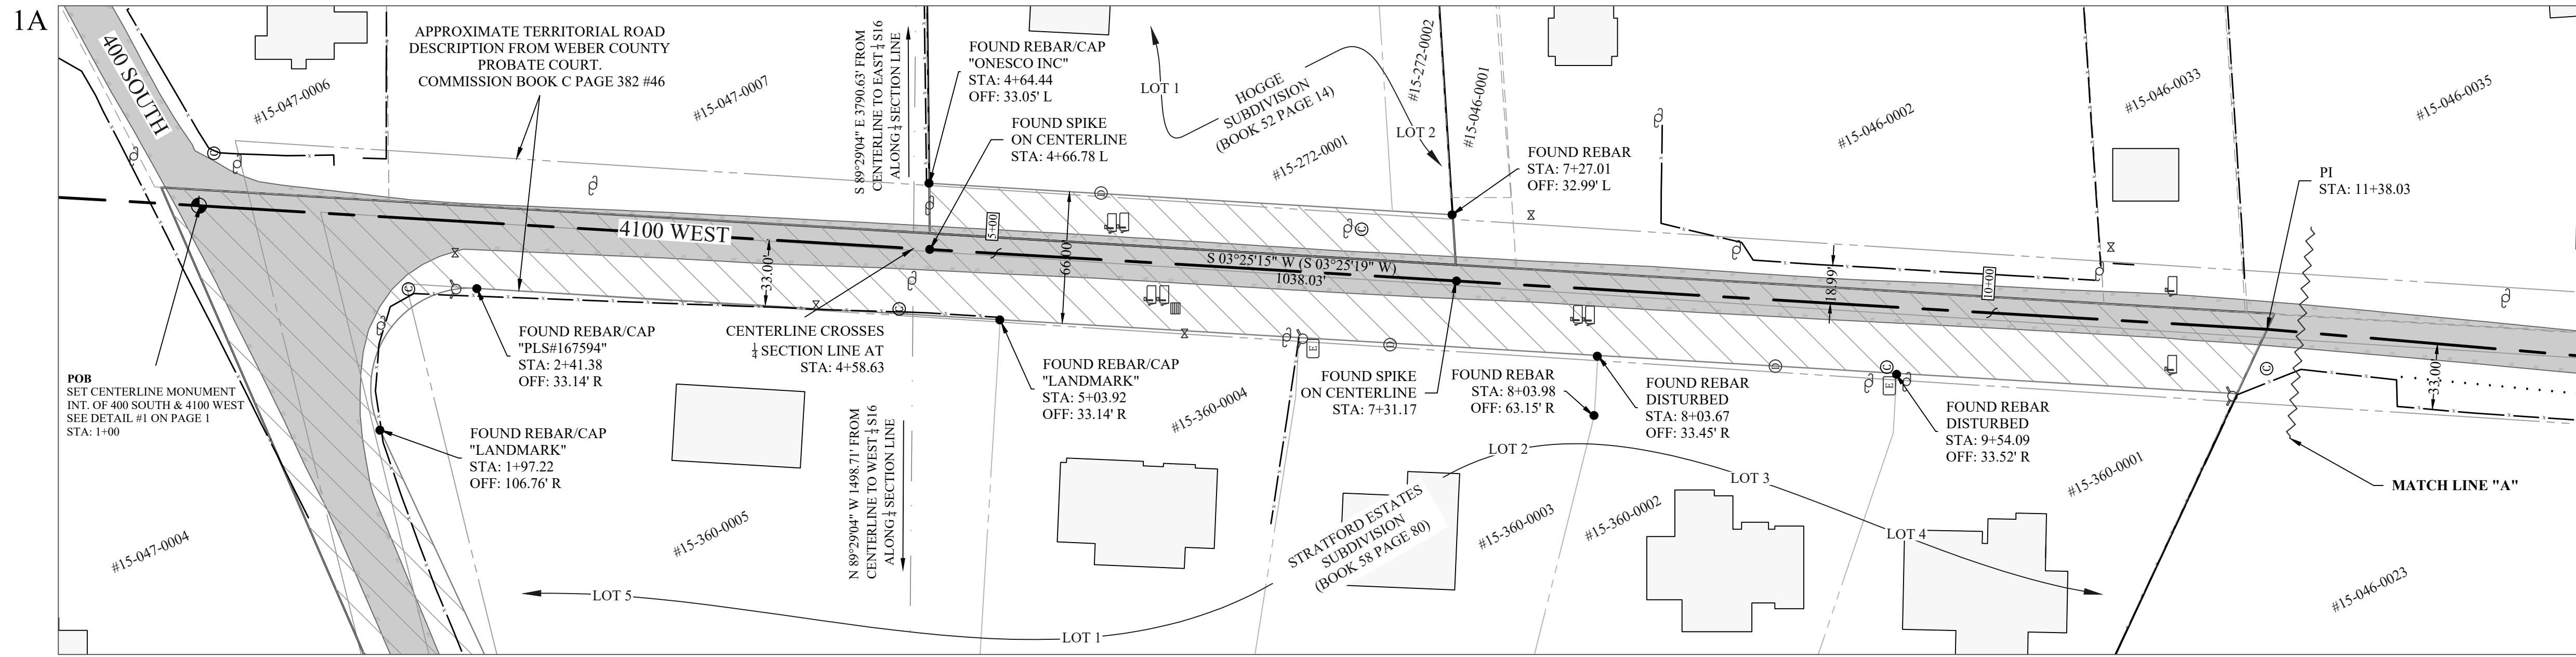 1A
400 SOUTH
#15-047-0006
APPROXIMATE TERRITORIAL ROAD
DESCRIPTION FROM WEBER COUNTY
PROBATE COURT.
COMMISSION BOOK C PAGE 382 #46
#15-047-0007
S 89°29'04" E 3790.63' FROM
CENTERLINE TO EAST 1/4 S16
ALONG 1/4 SECTION LINE
FOUND REBAR/CAP
"ONESCO INC"
STA: 4+64.44
OFF: 33.05' L
FOUND SPIKE
ON CENTERLINE
STA: 4+66.78 L
LOT 1
HOGGE
SUBDIVISION
(BOOK 52 PAGE 14)
#15-272-0001
LOT 2
#15-272-0002
#15-046-0001
FOUND REBAR
STA: 7+27.01
OFF: 32.99' L
#15-046-0002
#15-046-0033
#15-046-0035
PI
STA: 11+38.03
4100 WEST
33.00'
5+00
66.00'
S 03°25'15" W (S 03°25'19" W)
1038.03'
18.99'
10+00
33.00'
C
C
C
C
C
C
D
D
D
E
E
POB
SET CENTERLINE MONUMENT
INT. OF 400 SOUTH & 4100 WEST
SEE DETAIL #1 ON PAGE 1
STA: 1+00
FOUND REBAR/CAP
"PLS#167594"
STA: 2+41.38
OFF: 33.14' R
FOUND REBAR/CAP
"LANDMARK"
STA: 1+97.22
OFF: 106.76' R
CENTERLINE CROSSES
1/4 SECTION LINE AT
STA: 4+58.63
FOUND REBAR/CAP
"LANDMARK"
STA: 5+03.92
OFF: 33.14' R
#15-360-0004
FOUND SPIKE
ON CENTERLINE
STA: 7+31.17
FOUND REBAR
STA: 8+03.98
OFF: 63.15' R
FOUND REBAR
DISTURBED
STA: 8+03.67
OFF: 33.45' R
FOUND REBAR
DISTURBED
STA: 9+54.09
OFF: 33.52' R
N 89°29'04" W 1498.71' FROM
CENTERLINE TO WEST 1/4 S16
ALONG 1/4 SECTION LINE
#15-047-0004
#15-360-0005
STRATFORD ESTATES
SUBDIVISION
(BOOK 58 PAGE 80)
LOT 2
LOT 3
LOT 4
LOT 5
LOT 1
#15-360-0003
#15-360-0002
#15-360-0001
MATCH LINE "A"
#15-046-0023